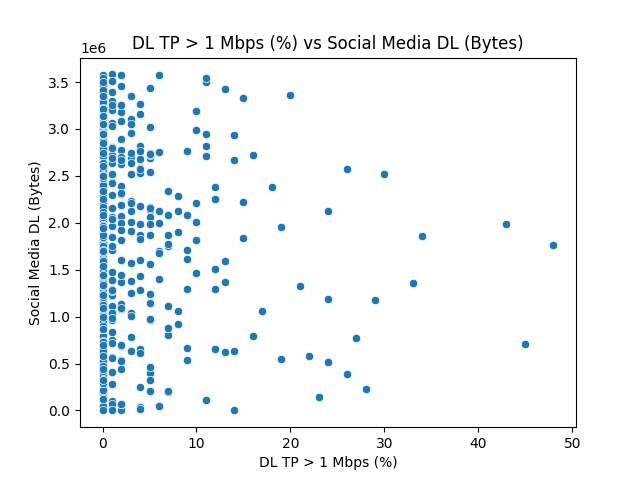 DL TP > 1 Mbps (%) vs Social Media DL (Bytes)
1e6
3.5
3.0
2.5
2.0
1.5
1.0
0.5
0.0
Social Media DL (Bytes)
0 10 20 30 40 50
DL TP > 1 Mbps (%)